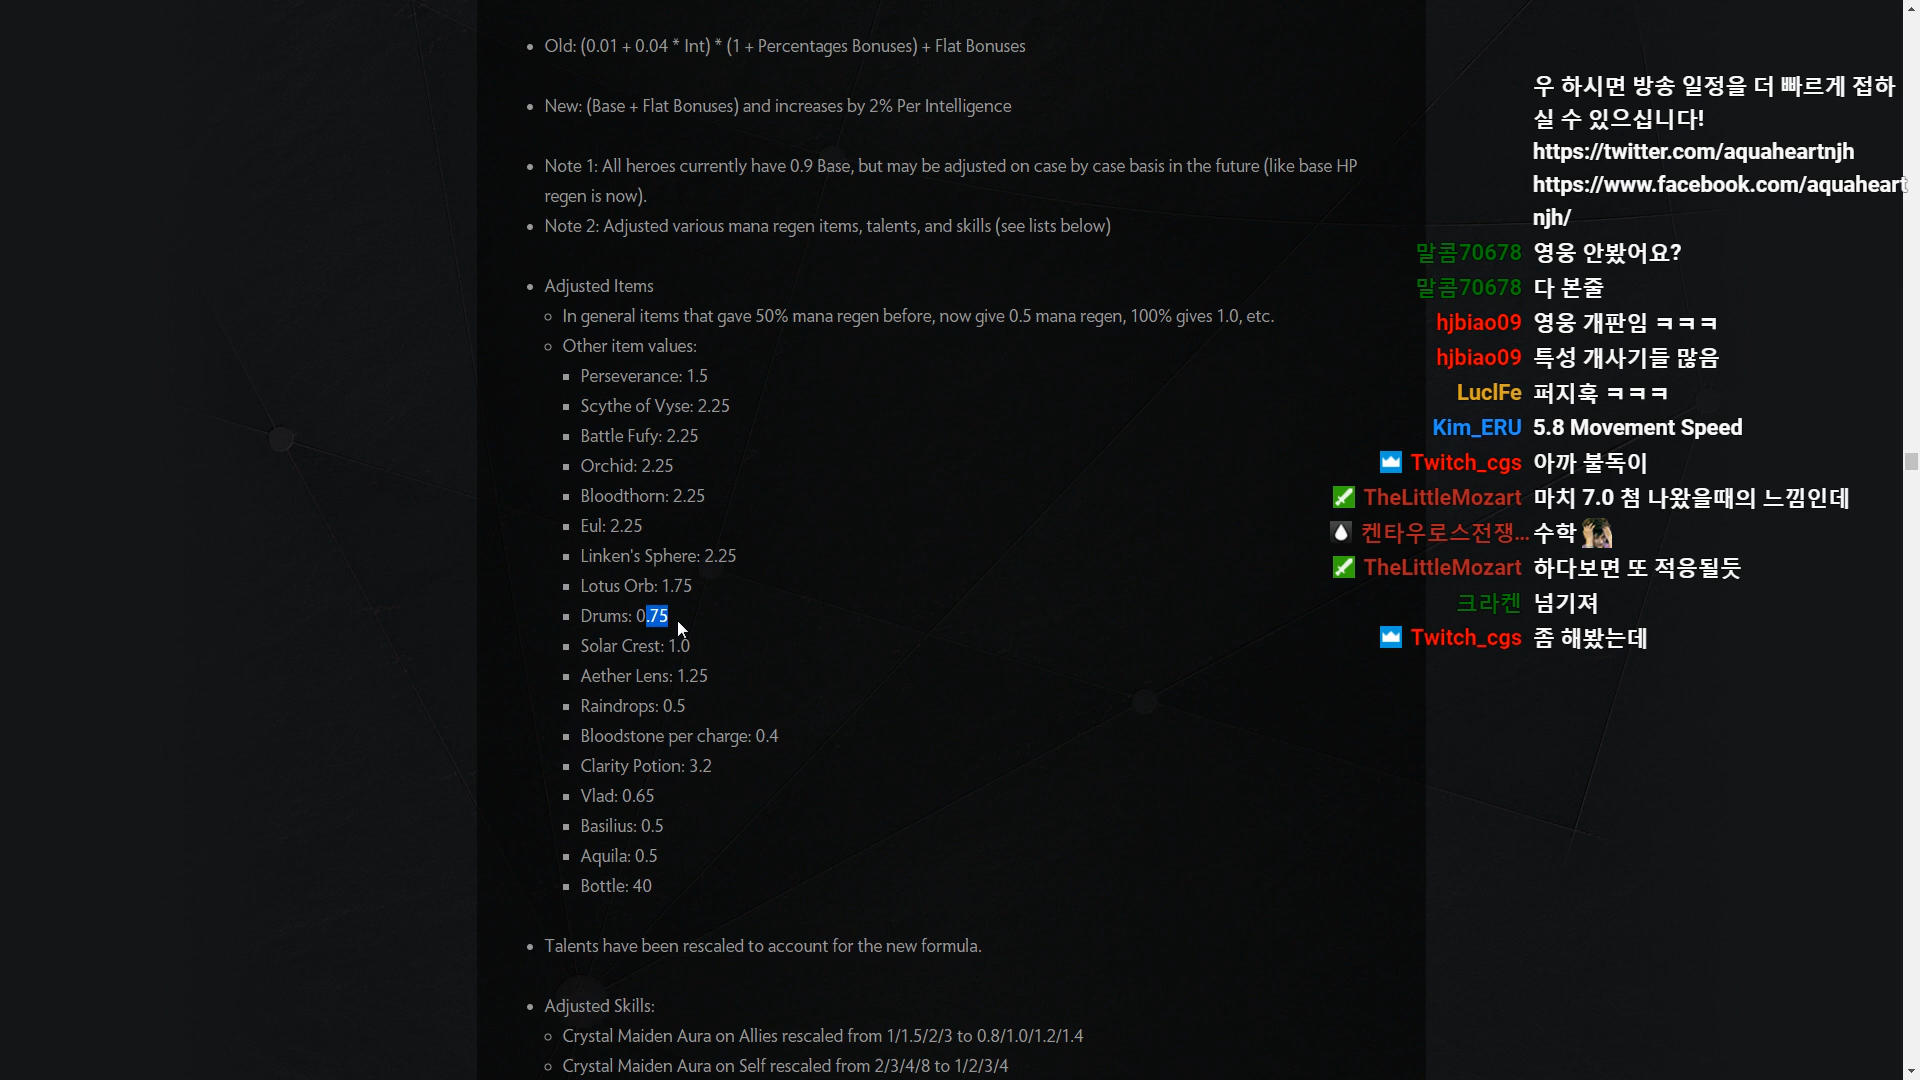 Old: (0.01 + 0.04 * Int) * (1 + Percentages Bonuses) + Flat Bonuses
New: (Base + Flat Bonuses) and increases by 2% Per Intelligence
Note 1: All heroes currently have 0.9 Base, but may be adjusted on case by case basis in the future (like base HP
regen is now).
Note 2: Adjusted various mana regen items, talents, and skills (see lists below)
Adjusted Items
In general items that gave 50% mana regen before, now give 0.5 mana regen, 100% gives 1.0, etc.
Other item values:
Perseverance: 1.5
Scythe of Vyse: 2.25
Battle Fufy: 2.25
Orchid: 2.25
Bloodthorn: 2.25
Eul: 2.25
Linken's Sphere: 2.25
Lotus Orb: 1.75
Drums: 0.75
Solar Crest: 1.0
Aether Lens: 1.25
Raindrops: 0.5
Bloodstone per charge: 0.4
Clarity Potion: 3.2
Vlad: 0.65
Basilius: 0.5
Aquila: 0.5
Bottle: 40
Talents have been rescaled to account for the new formula.
Adjusted Skills:
Crystal Maiden Aura on Allies rescaled from 1/1.5/2/3 to 0.8/1.0/1.2/1.4
Crystal Maiden Aura on Self rescaled from 2/3/4/8 to 1/2/3/4
우 하시면 방송 일정을 더 빠르게 접하
실 수 있으십니다!
https://twitter.com/aquaheartnjh
https://www.facebook.com/aquaheart
njh/
말콤70678 영웅 안봤어요?
말콤70678 다 본줄
hjbiao09 영웅 개판임 ㅋㅋㅋ
hjbiao09 특성 개사기들 많음
LuclFe 퍼지훅 ㅋㅋㅋ
Kim_ERU 5.8 Movement Speed
Twitch_cgs 아까 불독이
TheLittleMozart 마치 7.0 첨 나왔을때의 느낌인데
켄타우로스전쟁... 수학
TheLittleMozart 하다보면 또 적응될듯
크라켄 넘기져
Twitch_cgs 좀 해봤는데